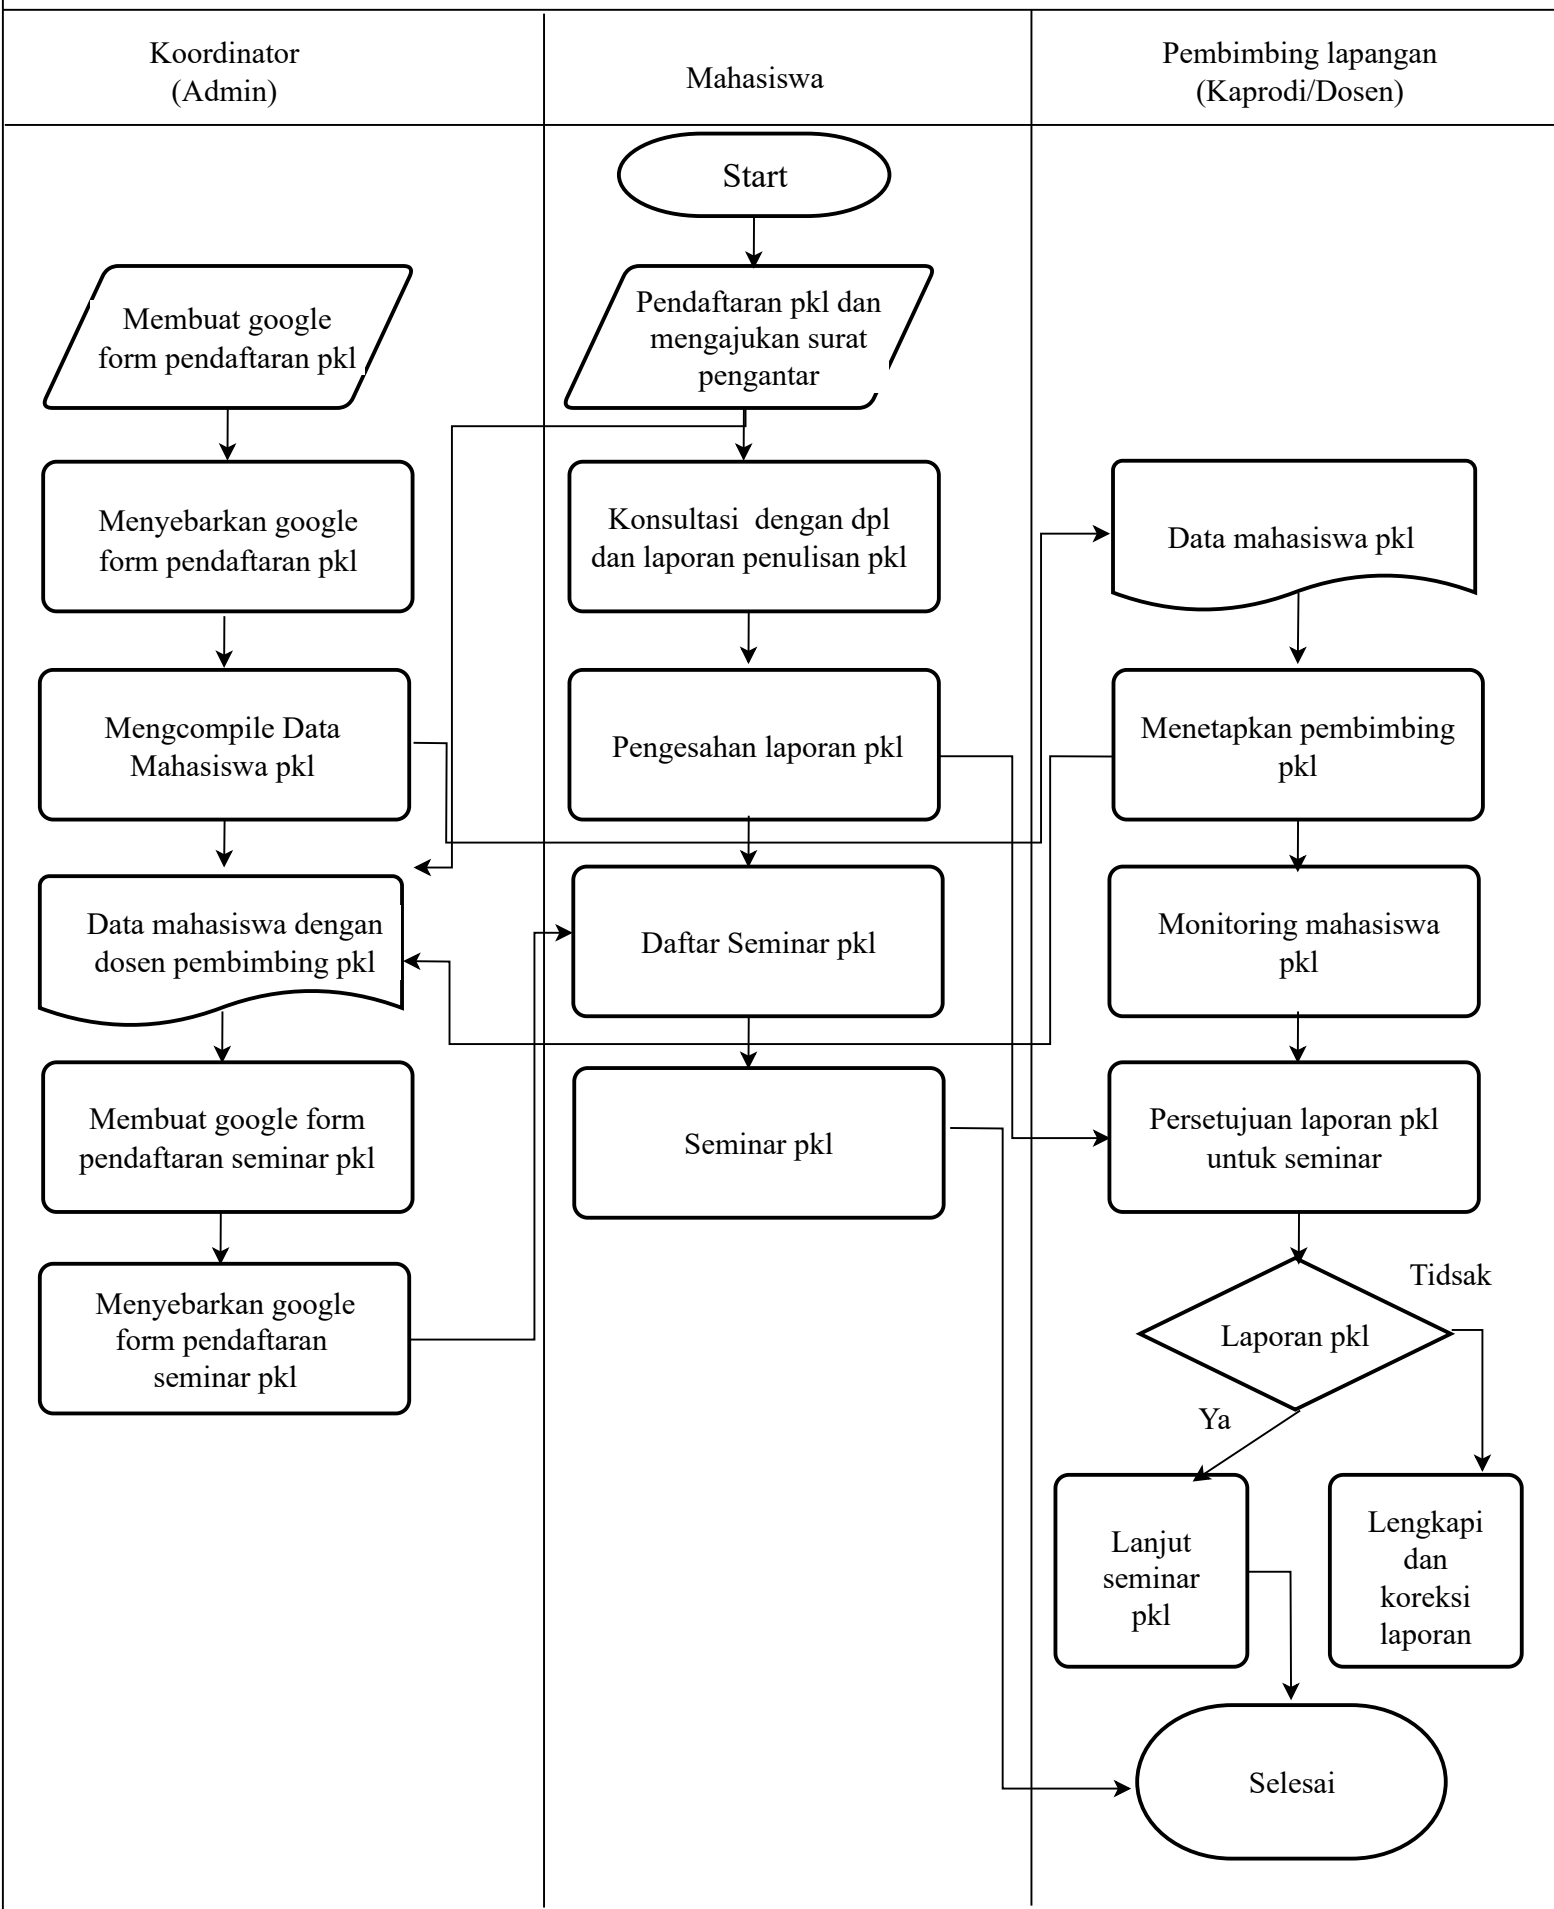 Koordinator
(Admin)
Mahasiswa
Pembimbing lapangan
(Kaprodi/Dosen)
Start
Membuat google
form pendaftaran pkl
Menyebarkan google
form pendaftaran pkl
Mengcompile Data
Mahasiswa pkl
Data mahasiswa dengan
dosen pembimbing pkl
Membuat google form
pendaftaran seminar pkl
Menyebarkan google
form pendaftaran
seminar pkl
Pendaftaran pkl dan
mengajukan surat
pengantar
Konsultasi  dengan dpl
dan laporan penulisan pkl
Pengesahan laporan pkl
Daftar Seminar pkl
Seminar pkl
Data mahasiswa pkl
Menetapkan pembimbing
pkl
Monitoring mahasiswa
pkl
Persetujuan laporan pkl
untuk seminar
Tidsak
Laporan pkl
Ya
Lanjut
seminar
pkl
Lengkapi
dan
koreksi
laporan
Selesai